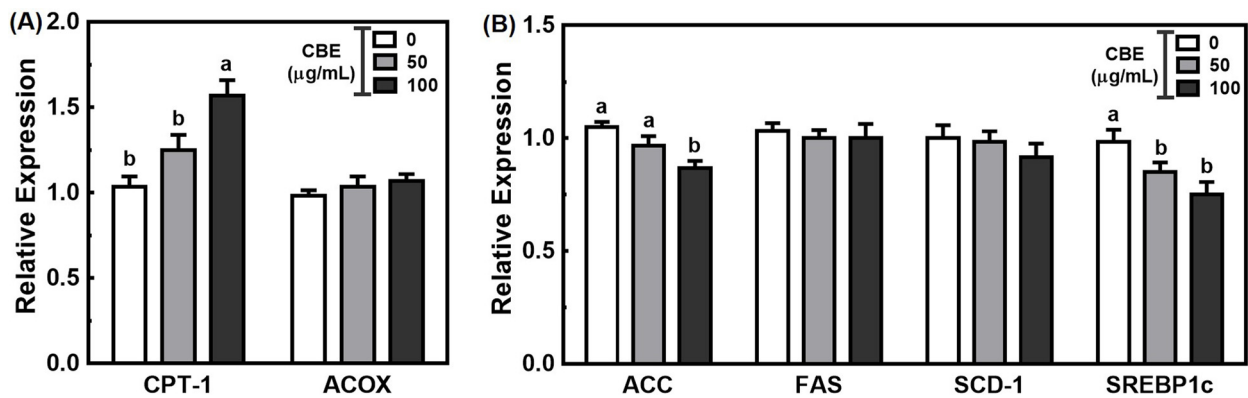 (A)
Relative Expression
2.0
1.5
1.0
0.5
0.0
CBE
(μg/mL)
0
50
100
b
b
a
CPT-1
ACOX
(B)
Relative Expression
1.5
1.0
0.5
0.0
CBE
(μg/mL)
0
50
100
a
a
b
a
b
b
ACC
FAS
SCD-1
SREBP1c